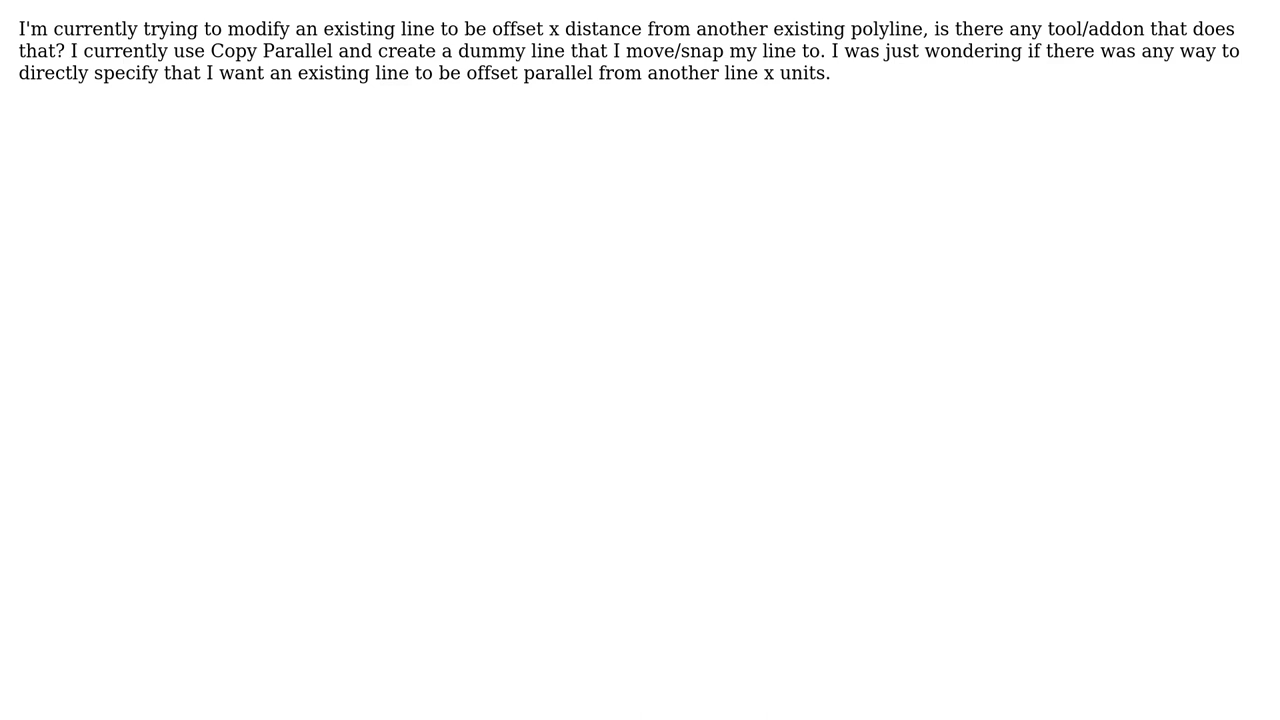 I'm currently trying to modify an existing line to be offset x distance from another existing polyline, is there any tool/addon that does
that? I currently use Copy Parallel and create a dummy line that I move/snap my line to. I was just wondering if there was any way to
directly specify that I want an existing line to be offset parallel from another line x units.